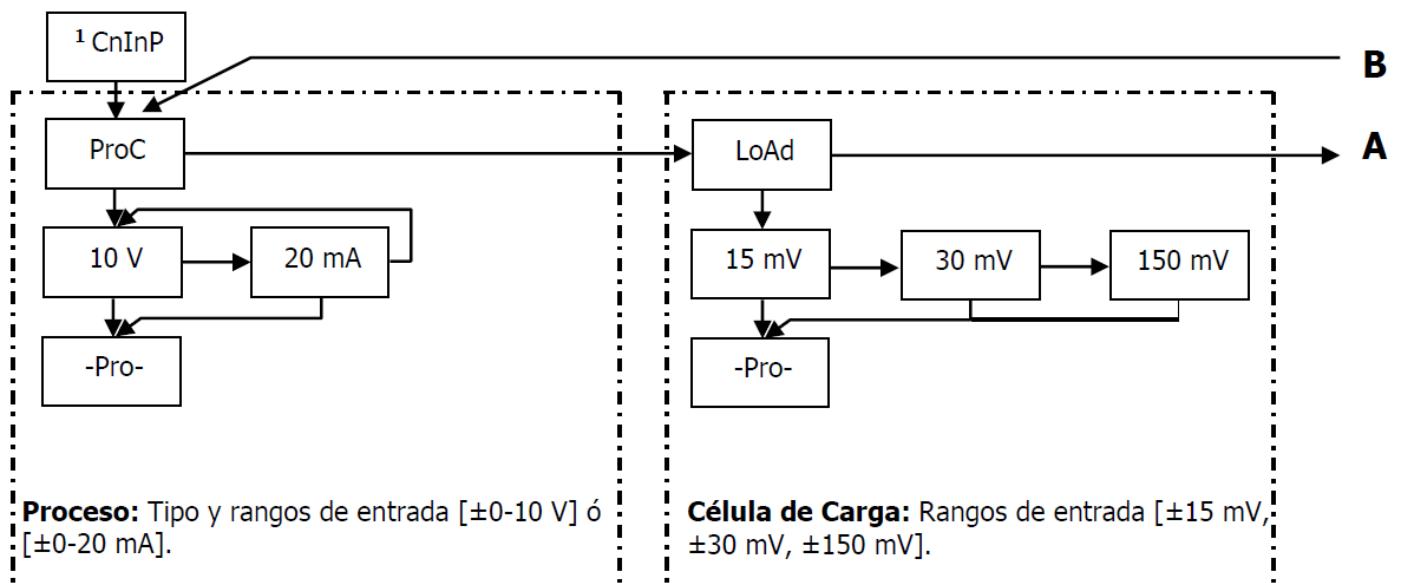 ¹ CnInP
B
ProC
LoAd
A
10 V
20 mA
15 mV
30 mV
150 mV
-Pro-
-Pro-
Proceso: Tipo y rangos de entrada [±0-10 V] ó
[±0-20 mA].
Célula de Carga: Rangos de entrada [±15 mV,
±30 mV, ±150 mV].